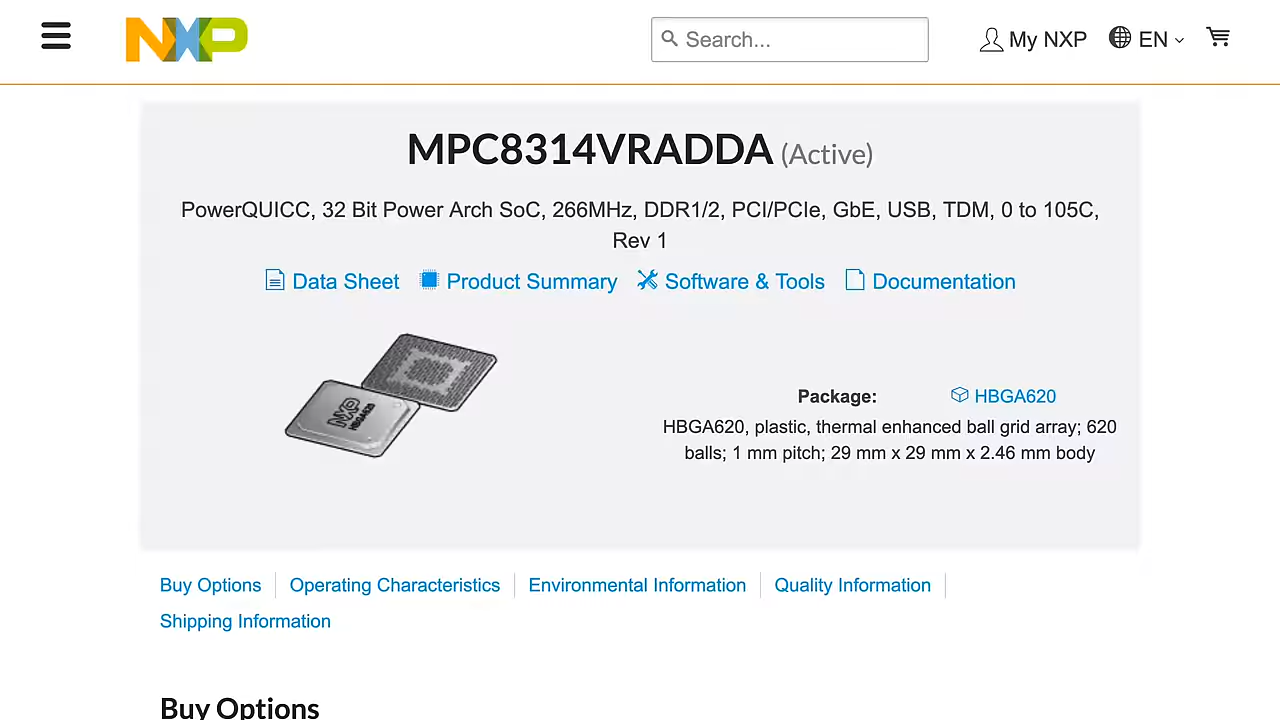 NXP
Search...
My NXP
EN
MPC8314VRADDA (Active)
PowerQUICC, 32 Bit Power Arch SoC, 266MHz, DDR1/2, PCI/PCIe, GbE, USB, TDM, 0 to 105C,
Rev 1
Data Sheet Product Summary Software & Tools Documentation
NXP
HBGA620
Package: HBGA620
HBGA620, plastic, thermal enhanced ball grid array; 620
balls; 1 mm pitch; 29 mm x 29 mm x 2.46 mm body
Buy Options Operating Characteristics Environmental Information Quality Information
Shipping Information
Buy Options